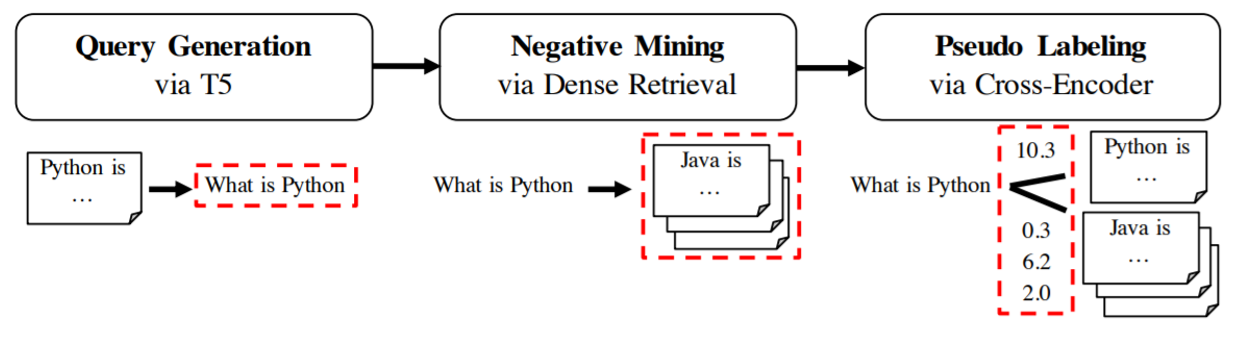 Query Generation
via T5
Negative Mining
via Dense Retrieval
Pseudo Labeling
via Cross-Encoder
Python is
...
What is Python
What is Python
Java is
...
What is Python
10.3
0.3
6.2
2.0
Python is
...
Java is
...